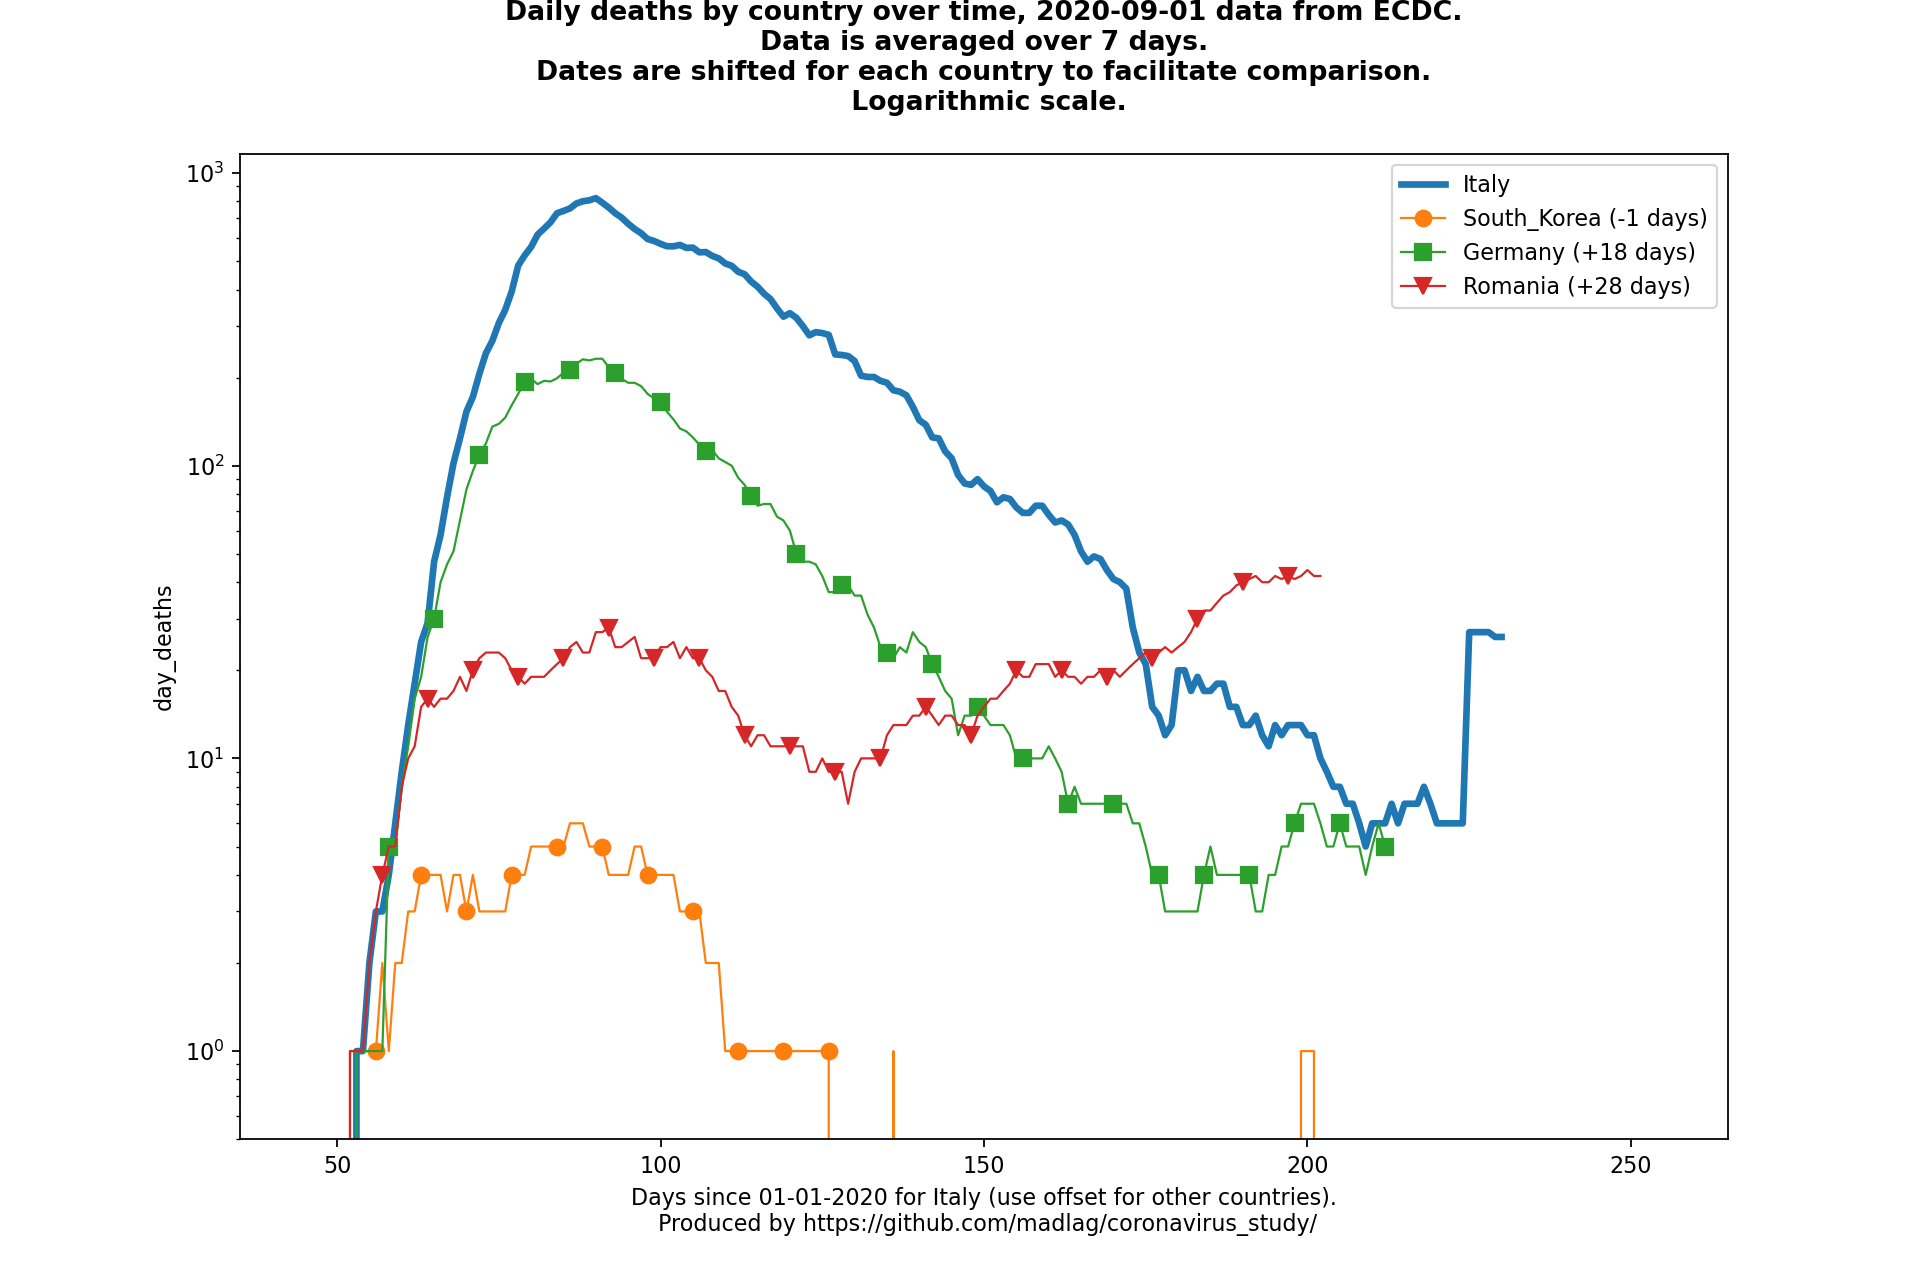 Daily deaths by country over time, 2020-09-01 data from ECDC.
Data is averaged over 7 days.
Dates are shifted for each country to facilitate comparison.
Logarithmic scale.
10³
10²
10¹
10⁰
day_deaths
Italy
South_Korea (-1 days)
Germany (+18 days)
Romania (+28 days)
50 100 150 200 250
Days since 01-01-2020 for Italy (use offset for other countries).
Produced by https://github.com/madlag/coronavirus_study/